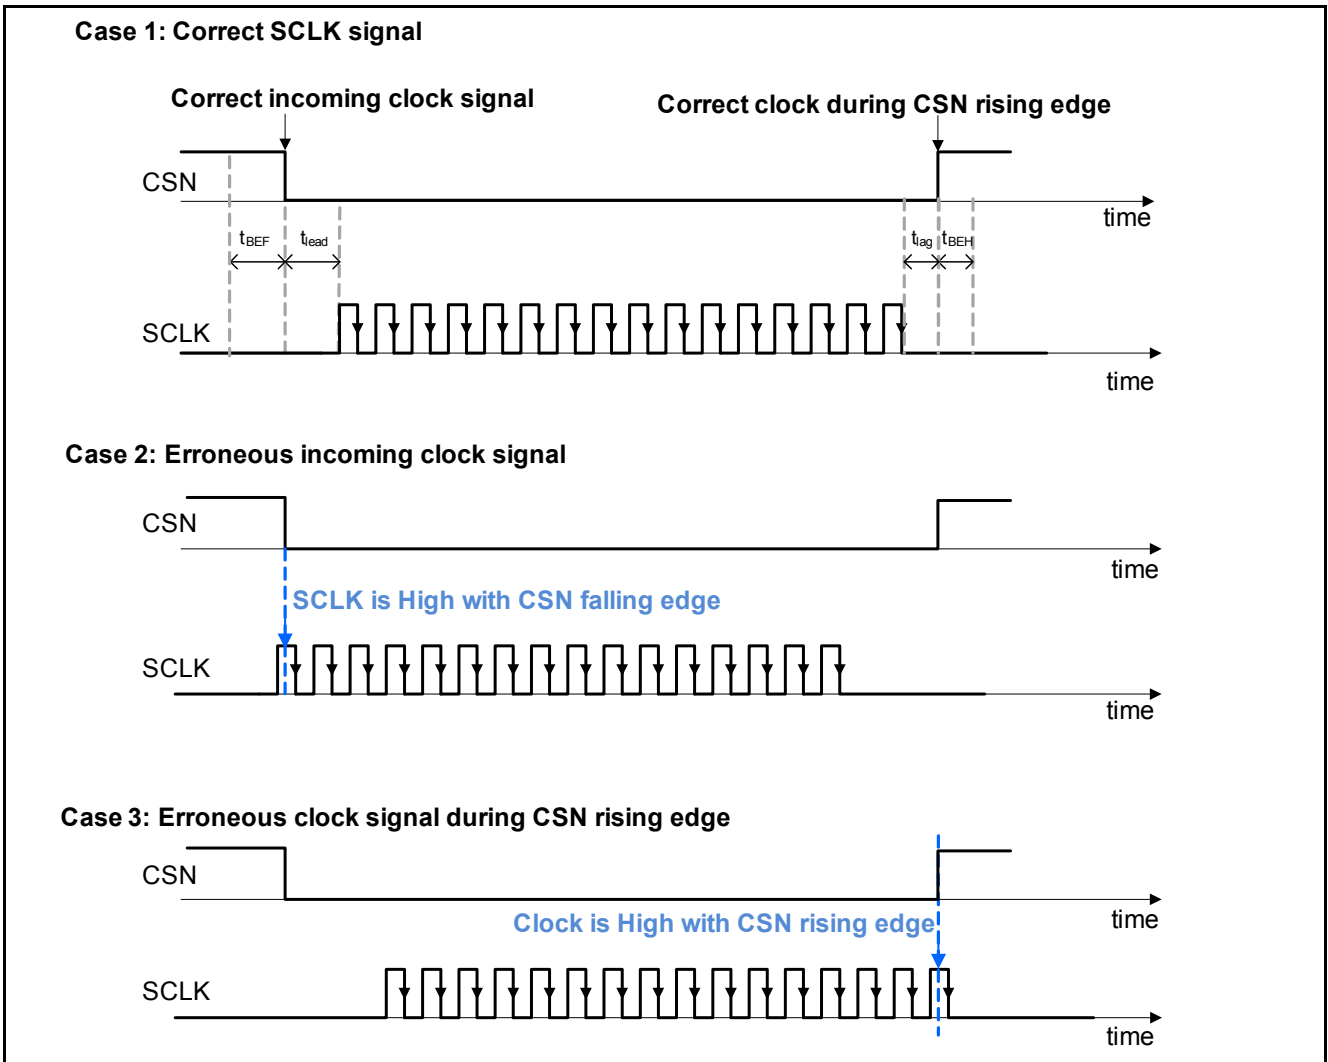 Case 1: Correct SCLK signal
Correct incoming clock signal
Correct clock during CSN rising edge
CSN
time
tBEF
tlead
tlag
tBEH
SCLK
time
Case 2: Erroneous incoming clock signal
CSN
time
SCLK is High with CSN falling edge
SCLK
time
Case 3: Erroneous clock signal during CSN rising edge
CSN
time
Clock is High with CSN rising edge
SCLK
time